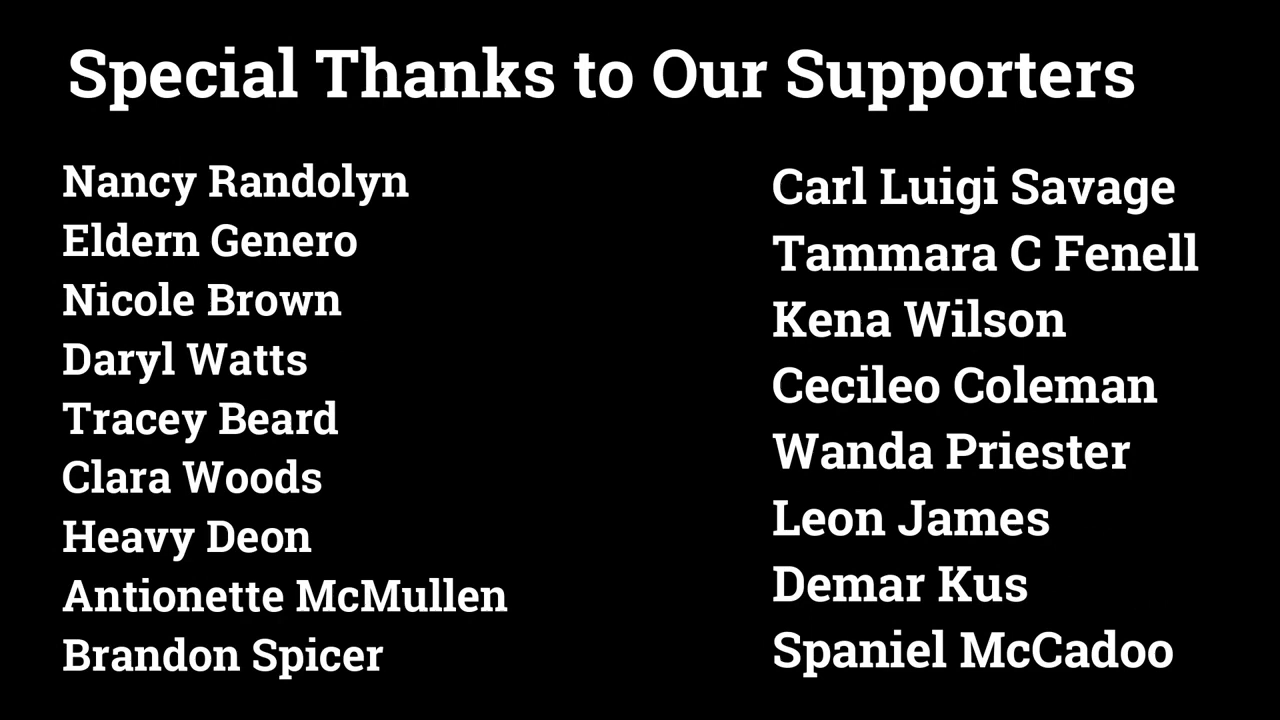 Special Thanks to Our Supporters
Nancy Randolyn
Eldern Genero
Nicole Brown
Daryl Watts
Tracey Beard
Clara Woods
Heavy Deon
Antionette McMullen
Brandon Spicer
Carl Luigi Savage
Tammara C Fenell
Kena Wilson
Cecileo Coleman
Wanda Priester
Leon James
Demar Kus
Spaniel McCadoo